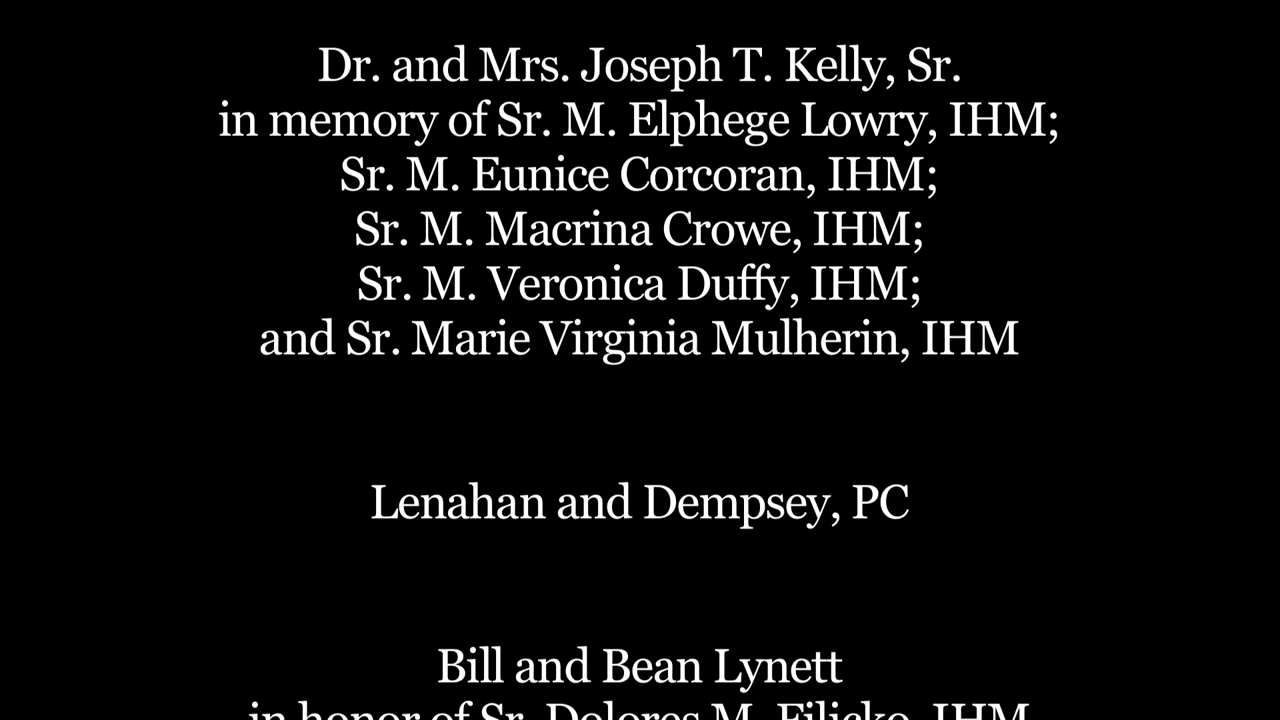 Dr. and Mrs. Joseph T. Kelly, Sr.
in memory of Sr. M. Elphege Lowry, IHM;
Sr. M. Eunice Corcoran, IHM;
Sr. M. Macrina Crowe, IHM;
Sr. M. Veronica Duffy, IHM;
and Sr. Marie Virginia Mulherin, IHM
Lenahan and Dempsey, PC
Bill and Bean Lynett
in honor of Sr. Dolores M. Filicko, IHM